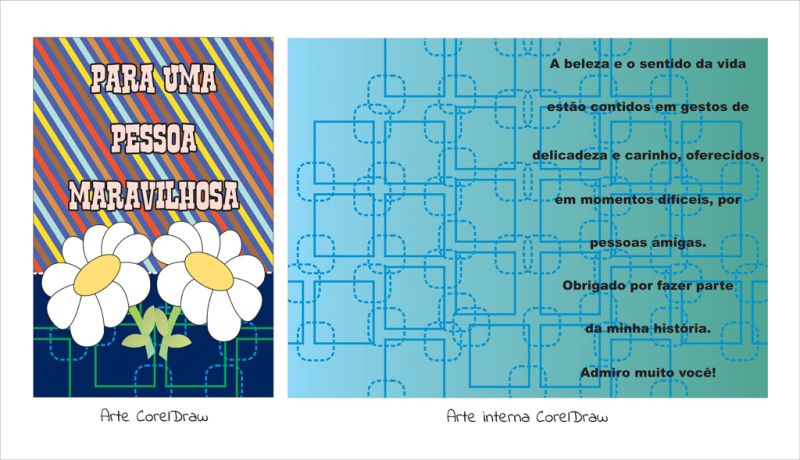 PARA UMA
PESSOA
MARAVILHOSA
Arte CorelDraw
A beleza e o sentido da vida
estão contidos em gestos de
delicadeza e carinho, oferecidos,
em momentos difíceis, por
pessoas amigas.
Obrigado por fazer parte
da minha história.
Admiro muito você!
Arte interna CorelDraw